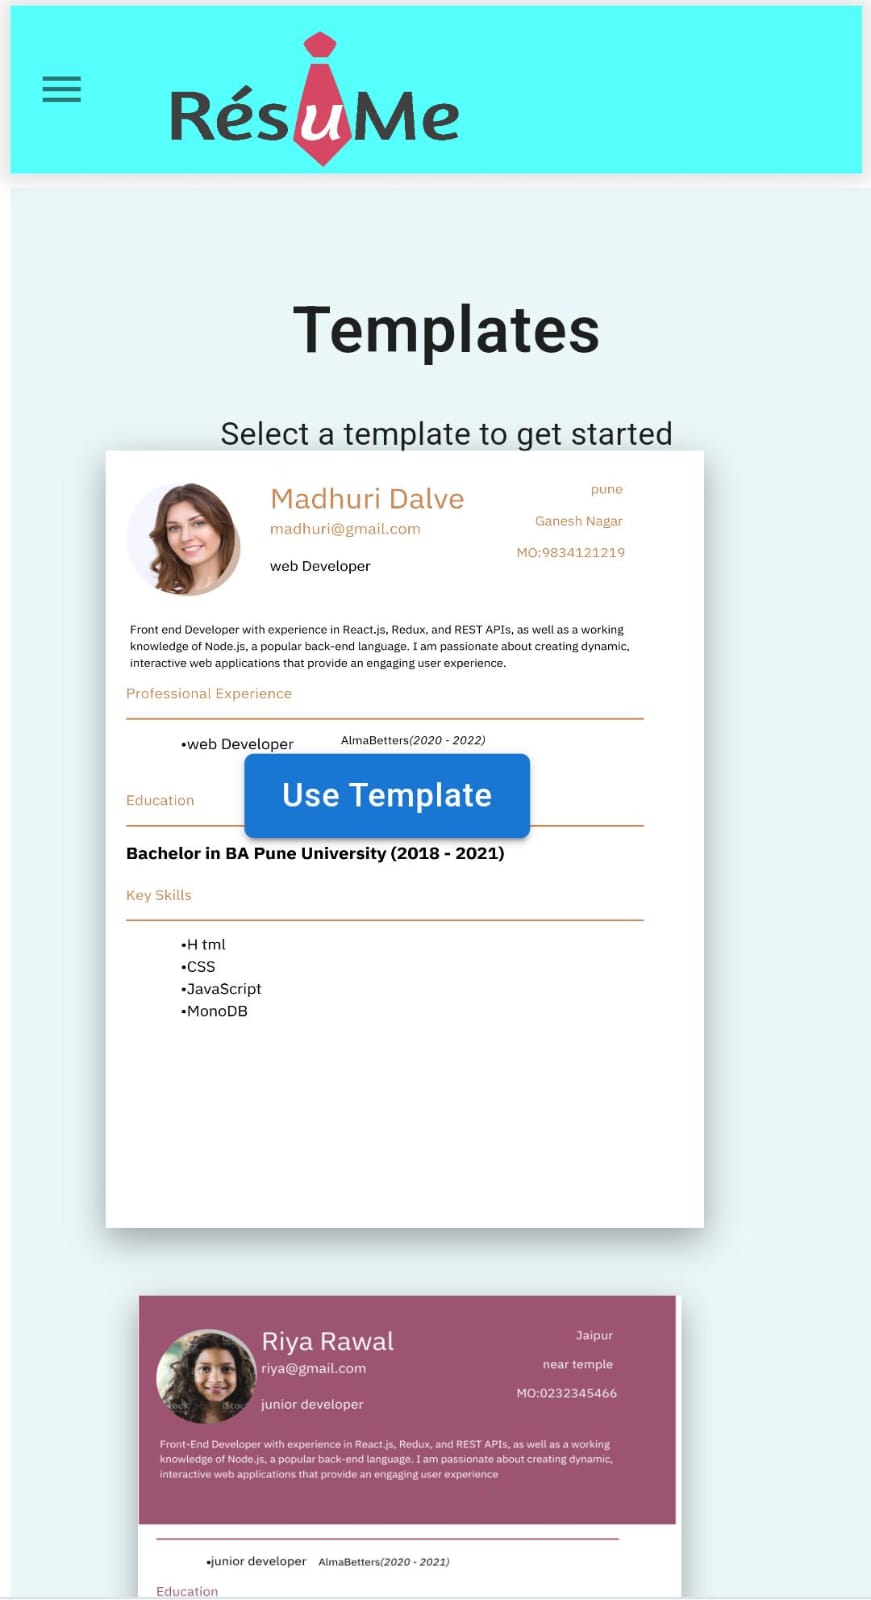 RésuMe
Templates
Select a template to get started
Madhuri Dalve
madhuri@gmail.com
web Developer
pune
Ganesh Nagar
MO:9834121219
Front end Developer with experience in React.js, Redux, and REST APIs, as well as a working
knowledge of Node.js, a popular back-end language. I am passionate about creating dynamic,
interactive web applications that provide an engaging user experience.
Professional Experience
•web Developer AlmaBetters(2020 - 2022)
Use Template
Education
Bachelor in BA Pune University (2018 - 2021)
Key Skills
•H tml
•CSS
•JavaScript
•MonoDB
Riya Rawal
riya@gmail.com
junior developer
Jaipur
near temple
MO:0232345466
Front-End Developer with experience in React.js, Redux, and REST APIs, as well as a working
knowledge of Node.js, a popular back-end language. I am passionate about creating dynamic,
interactive web applications that provide an engaging user experience
•junior developer AlmaBetters(2020 - 2021)
Education